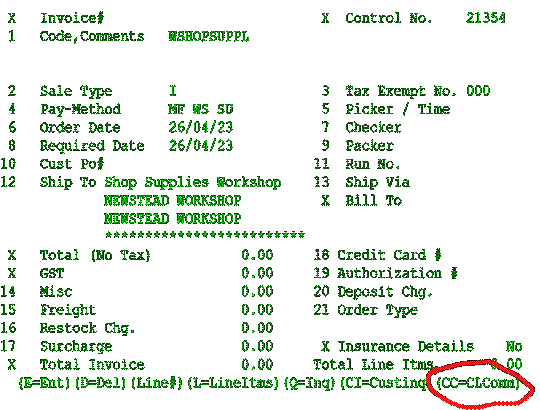 X Invoice# X Control No. 21354
1 Code,Comments WSHOPSUPPL
2 Sale Type I 3 Tax Exempt No. 000
4 Pay-Method MF WS SU 5 Picker / Time
6 Order Date 26/04/23 7 Checker
8 Required Date 26/04/23 9 Packer
10 Cust Po# 11 Run No.
12 Ship To Shop Supplies Workshop 13 Ship Via
NEWSTEAD WORKSHOP X Bill To
NEWSTEAD WORKSHOP
*************************
X Total (No Tax) 0.00 18 Credit Card #
X GST 0.00 19 Authorization #
14 Misc 0.00 20 Deposit Chg.
15 Freight 0.00 21 Order Type
16 Restock Chg. 0.00
17 Surcharge 0.00 X Insurance Details No
X Total Invoice 0.00 Total Line Itms 0.00
(E=Ent)(D=Del)(Line#)(L=LineItms)(Q=Inq)(CI=Custinq)(CC=CLComm)